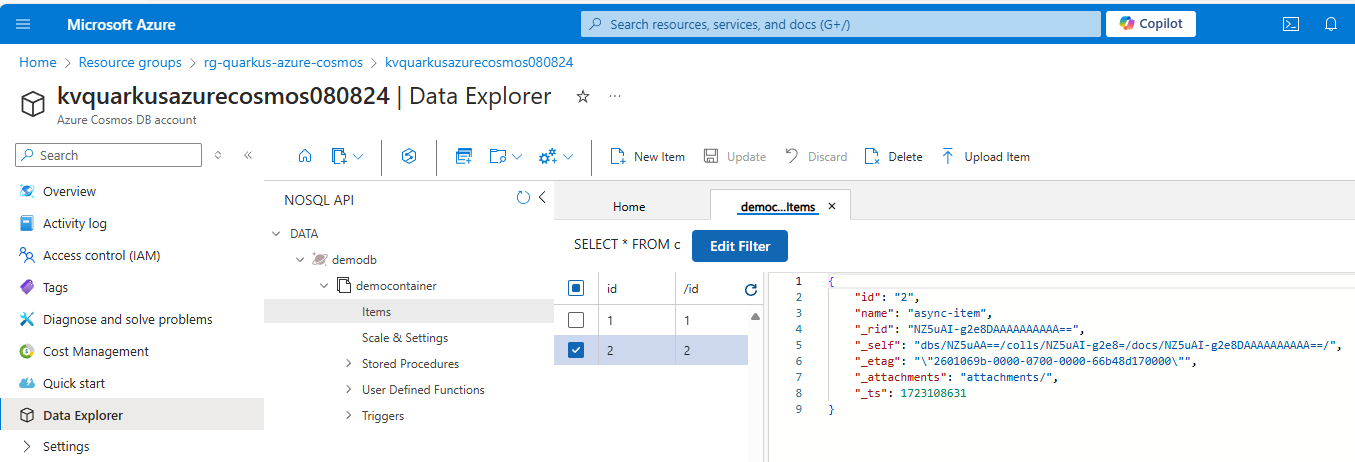 Microsoft Azure
Search resources, services, and docs (G+/)
Copilot
Home > Resource groups > rg-quarkus-azure-cosmos > kvquarkusazurecosmos080824
kvquarkusazurecosmos080824 | Data Explorer
Azure Cosmos DB account
Search
Overview
Activity log
Access control (IAM)
Tags
Diagnose and solve problems
Cost Management
Quick start
Data Explorer
Settings
New Item
Update
Discard
Delete
Upload Item
NOSQL API
DATA
demodb
democontainer
Items
Scale & Settings
Stored Procedures
User Defined Functions
Triggers
Home
democ...Items
SELECT * FROM c
Edit Filter
id /id
1 1
2 2
1 {
2 "id": "2",
3 "name": "async-item",
4 "_rid": "NZ5uAI-g2e8DAAAAAAAAAA==",
5 "_self": "dbs/NZ5uAA==/colls/NZ5uAI-g2e8=/docs/NZ5uAI-g2e8DAAAAAAAAAA==/",
6 "_etag": "\"2601069b-0000-0700-0000-66b48d170000\"",
7 "_attachments": "attachments/",
8 "_ts": 1723108631
9 }